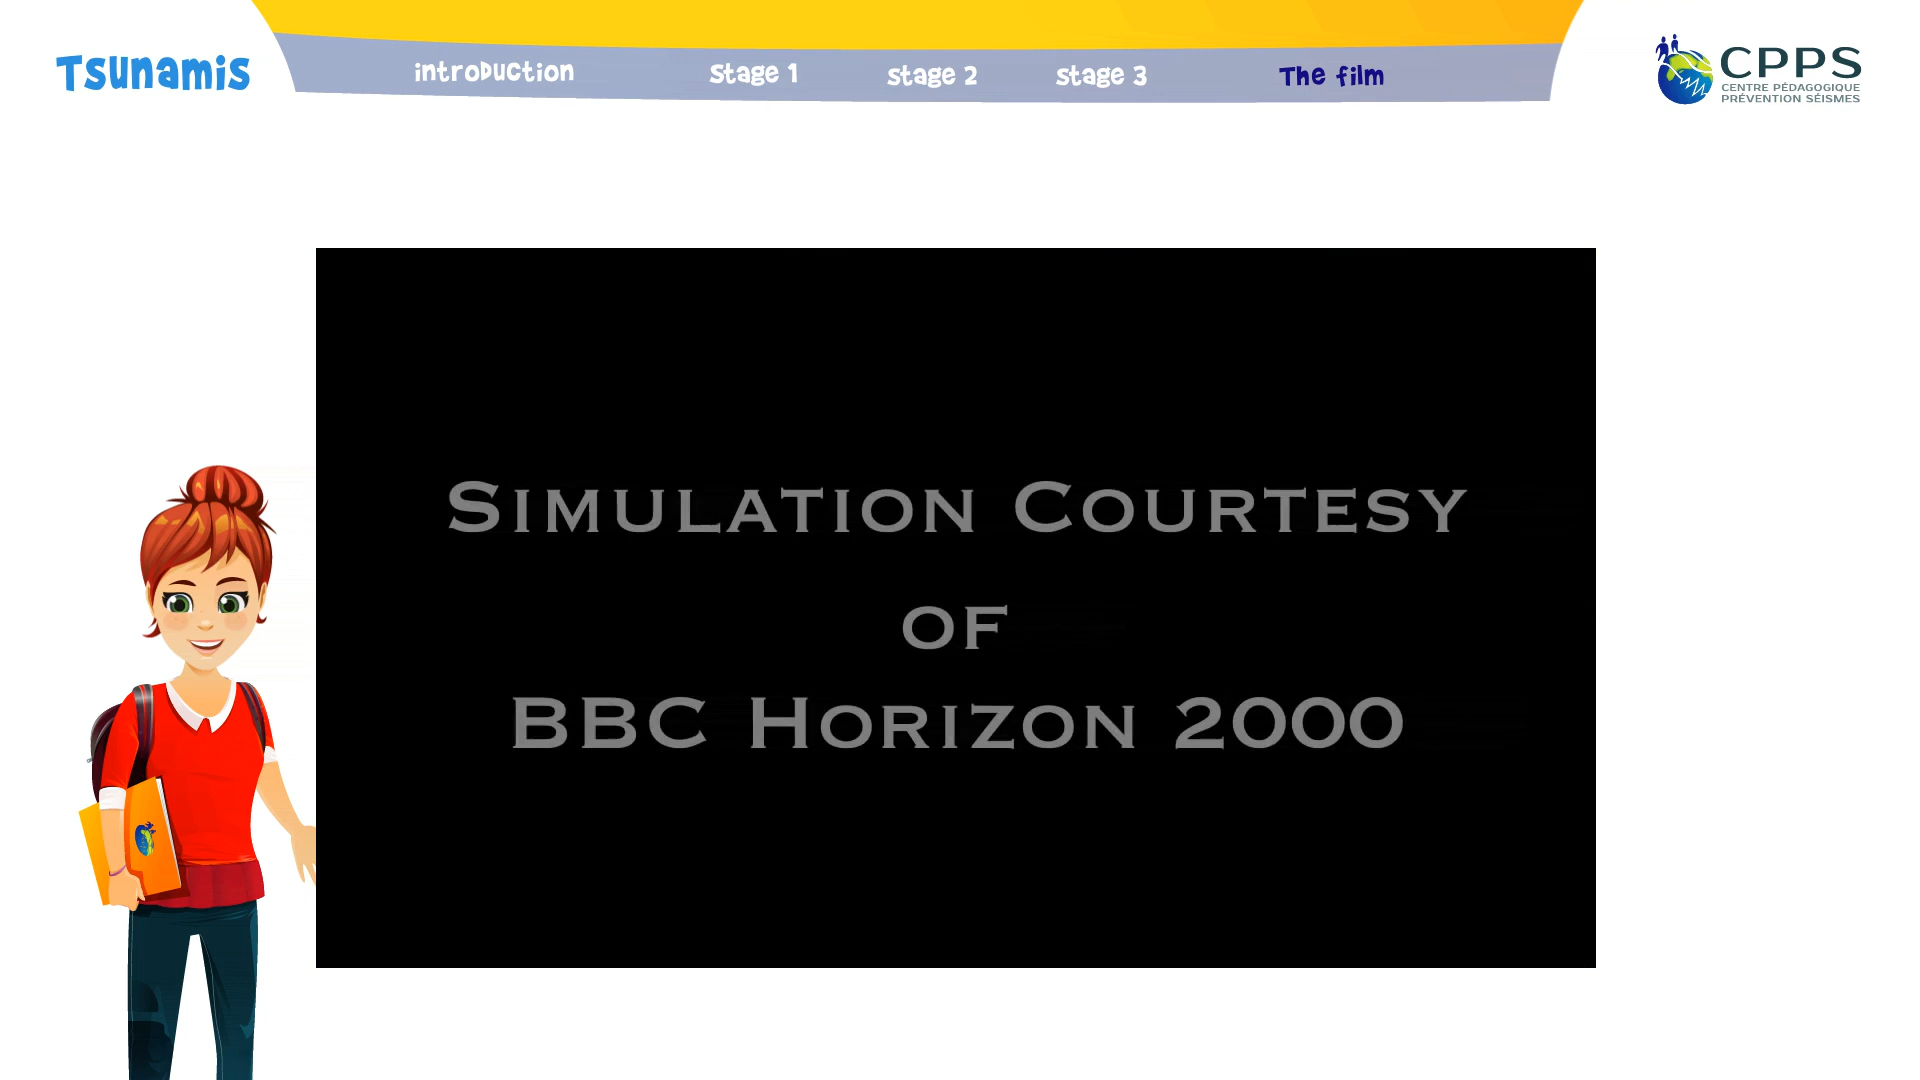 Tsunamis
introduction
Stage 1
stage 2
stage 3
The film
CPPS
CENTRE PÉDAGOGIQUE
PRÉVENTION SÉISMES
SIMULATION COURTESY
OF
BBC HORIZON 2000